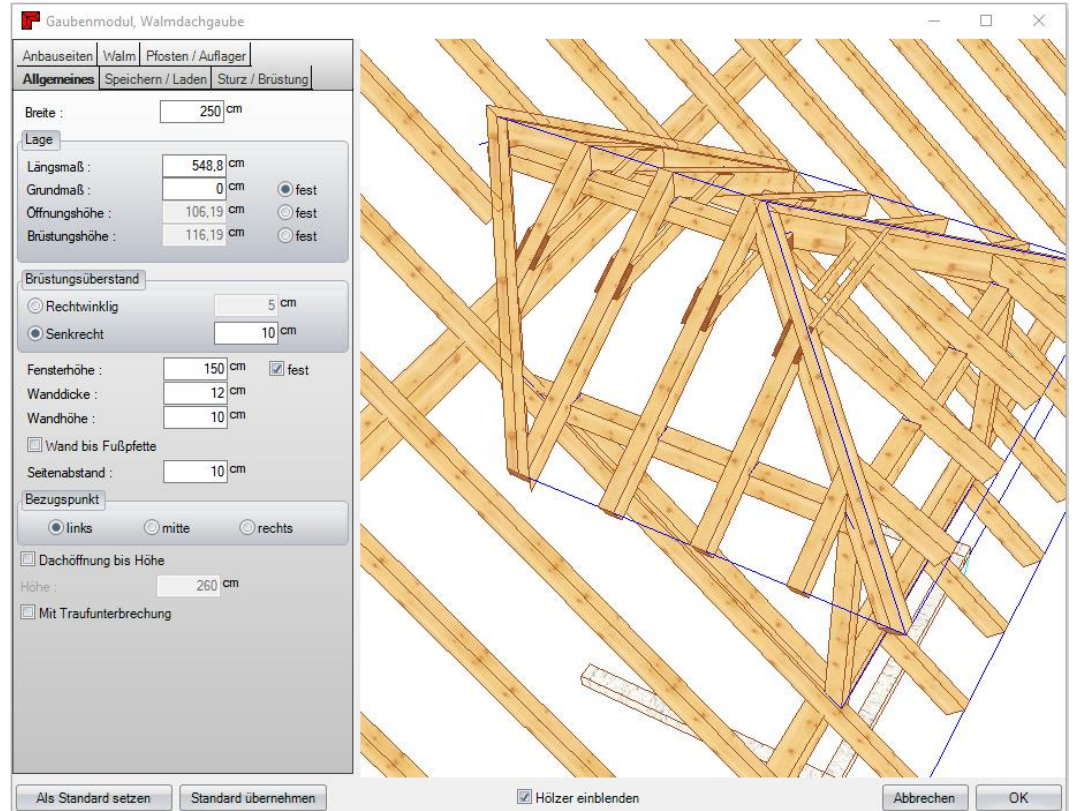 Gaubenmodul, Walmdachgaube
Anbauseiten Walm Pfosten / Auflager
Allgemeines Speichern / Laden Sturz / Brüstung
Breite : 250 cm
Lage
Längsmaß : 548,8 cm
Grundmaß : 0 cm fest
Öffnungshöhe : 106,19 cm fest
Brüstungshöhe : 116,19 cm fest
Brüstungsüberstand
Rechtwinklig 5 cm
Senkrecht 10 cm
Fensterhöhe : 150 cm fest
Wanddicke : 12 cm
Wandhöhe : 10 cm
Wand bis Fußpfette
Seitenabstand : 10 cm
Bezugspunkt
links mitte rechts
Dachöffnung bis Höhe
Höhe : 260 cm
Mit Traufunterbrechung
Als Standard setzen Standard übernehmen Hölzer einblenden Abbrechen OK